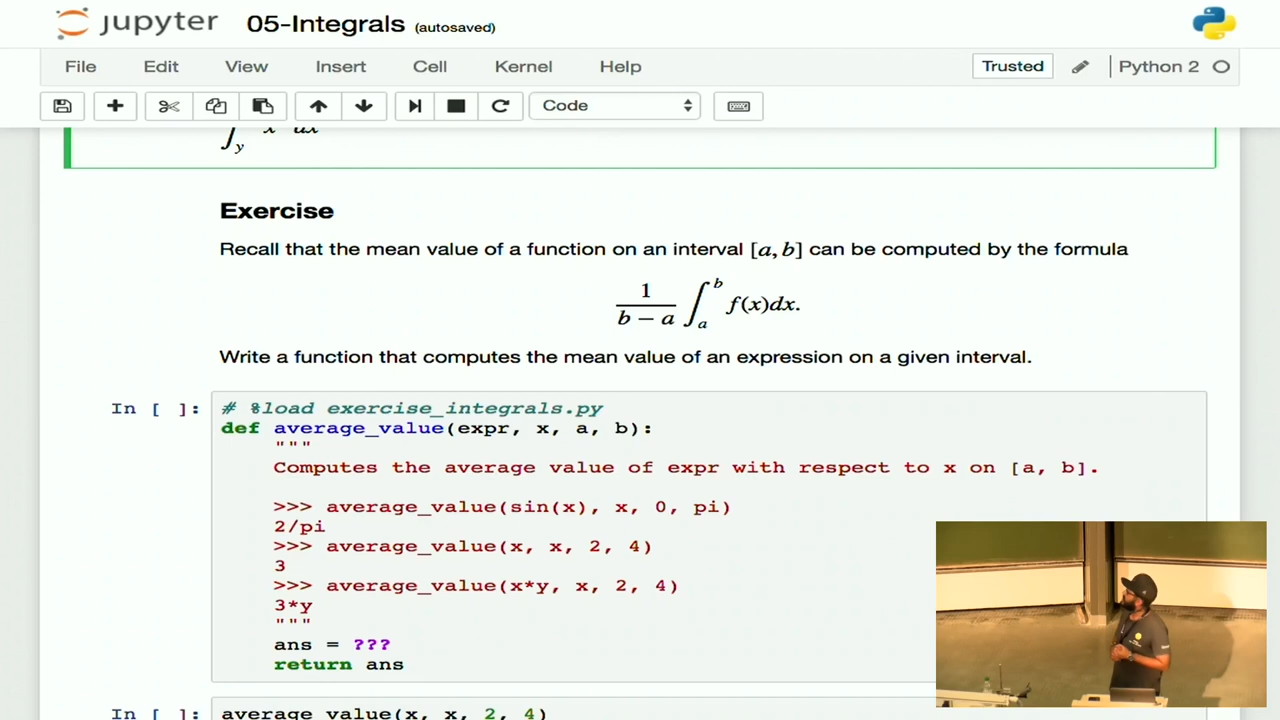 jupyter 05-Integrals (autosaved)
File Edit View Insert Cell Kernel Help Trusted Python 2
Code
∫_y x dx
Exercise
Recall that the mean value of a function on an interval [a, b] can be computed by the formula
1/(b − a) ∫_a^b f(x)dx.
Write a function that computes the mean value of an expression on a given interval.
In [ ]: # %load exercise_integrals.py
def average_value(expr, x, a, b):
"""
Computes the average value of expr with respect to x on [a, b].
>>> average_value(sin(x), x, 0, pi)
2/pi
>>> average_value(x, x, 2, 4)
3
>>> average_value(x*y, x, 2, 4)
3*y
"""
ans = ???
return ans
In [ ]: average_value(x, x, 2, 4)